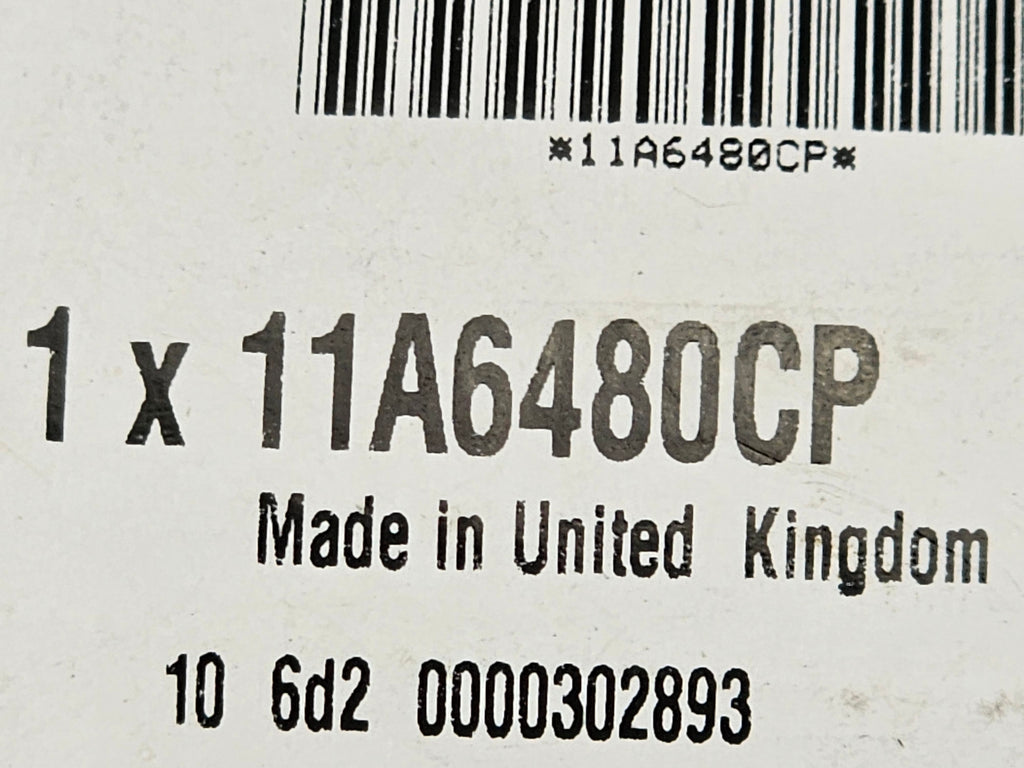 *11A6480CP*
1 x 11A6480CP
Made in United Kingdom
10 6d2 0000302893